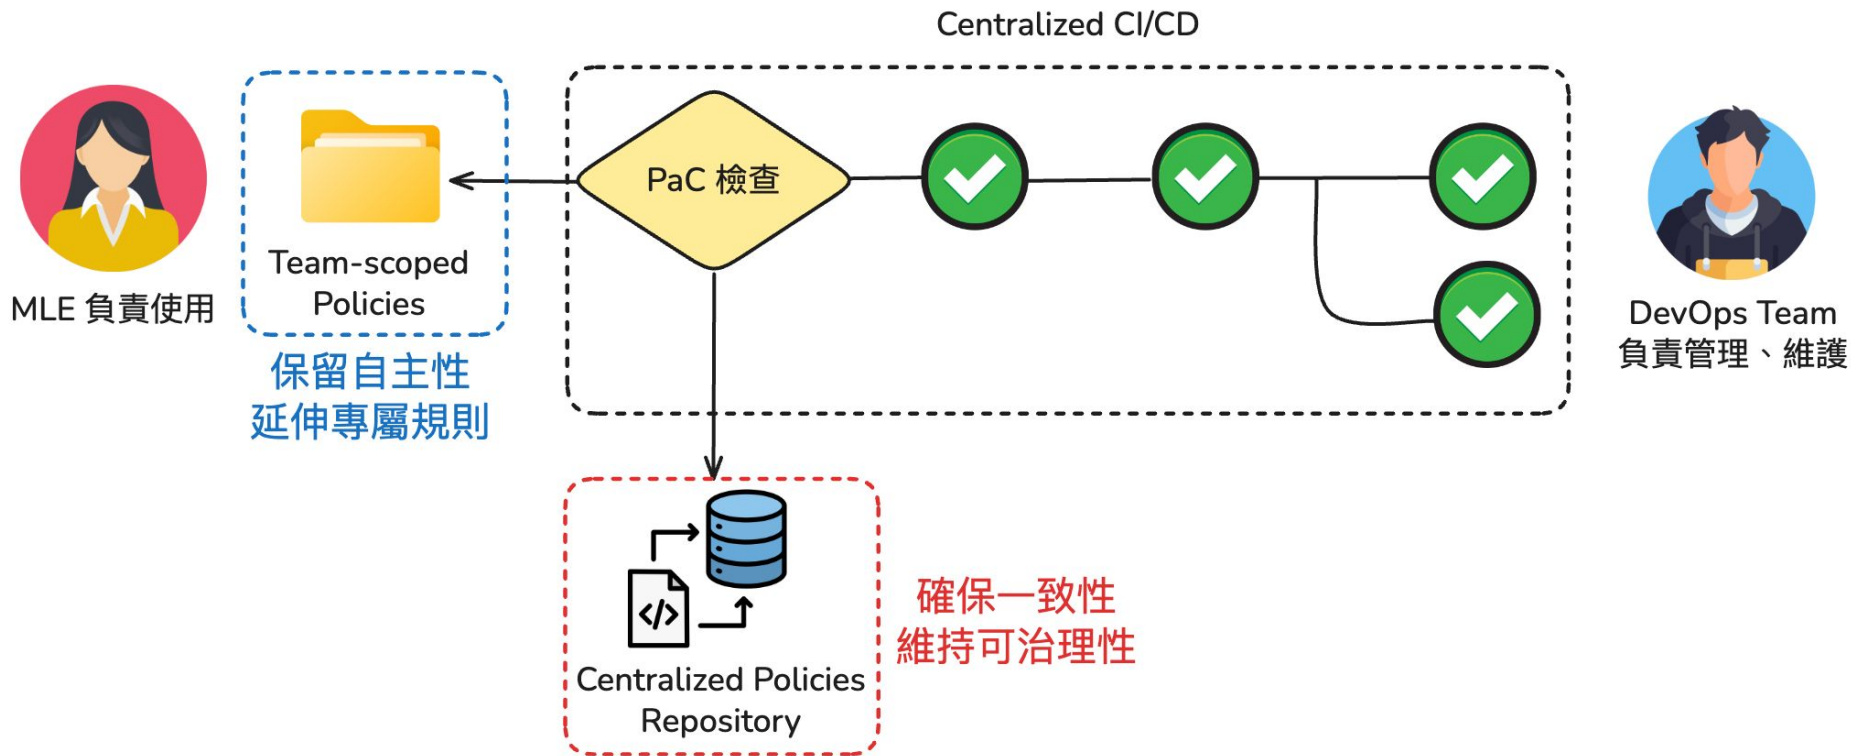 Centralized CI/CD
PaC 檢查
Team-scoped
Policies
MLE 負責使用
保留自主性
延伸專屬規則
DevOps Team
負責管理、維護
</>
Centralized Policies
Repository
確保一致性
維持可治理性